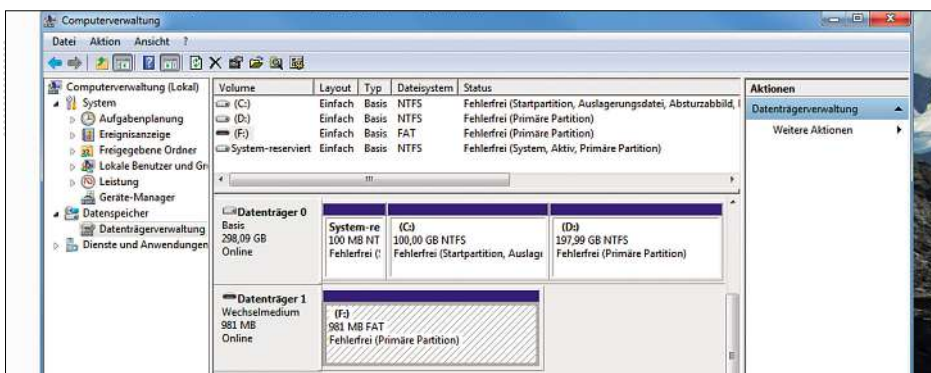 Computerverwaltung
Datei Aktion Ansicht ?
Computerverwaltung (Lokal)
System
Aufgabenplanung
Ereignisanzeige
Freigegebene Ordner
Lokale Benutzer und Gr
Leistung
Geräte-Manager
Datenspeicher
Datenträgerverwaltung
Dienste und Anwendungen
Volume Layout Typ Dateisystem Status
(C:) Einfach Basis NTFS Fehlerfrei (Startpartition, Auslagerungsdatei, Absturzabbild,
(D:) Einfach Basis NTFS Fehlerfrei (Primäre Partition)
(F:) Einfach Basis FAT Fehlerfrei (Primäre Partition)
System-reserviert Einfach Basis NTFS Fehlerfrei (System, Aktiv, Primäre Partition)
Datenträger 0
Basis
298,09 GB
Online
System-re
100 MB NT
Fehlerfrei (
(C:)
100,00 GB NTFS
Fehlerfrei (Startpartition, Auslag
(D:)
197,99 GB NTFS
Fehlerfrei (Primäre Partition)
Datenträger 1
Wechselmedium
981 MB
Online
(F:)
981 MB FAT
Fehlerfrei (Primäre Partition)
Aktionen
Datenträgerverwaltung
Weitere Aktionen